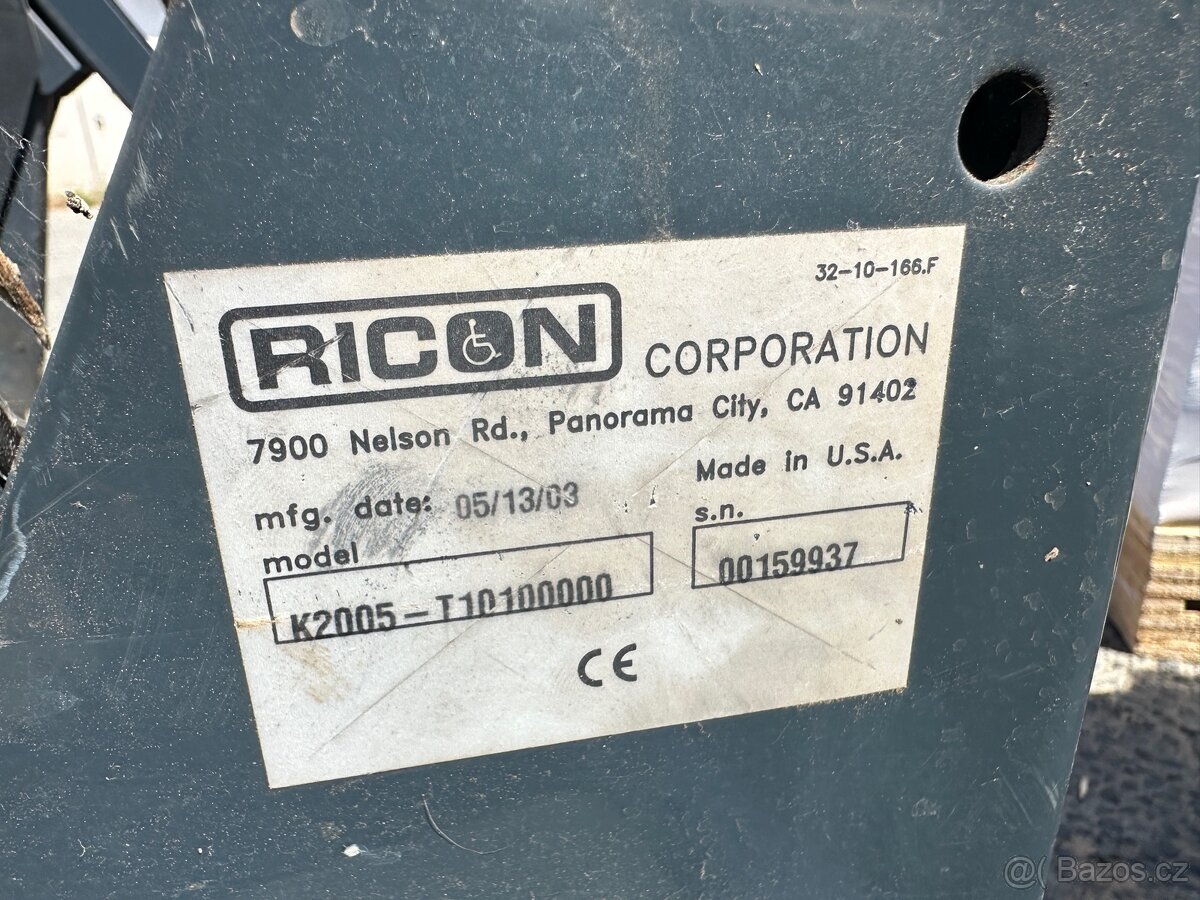 32-10-166.F
RICON CORPORATION
7900 Nelson Rd., Panorama City, CA 91402
Made in U.S.A.
mfg. date: 05/13/03
s.n.
model
00159937
K2005-T10100000
CE
@( Bazos.cz